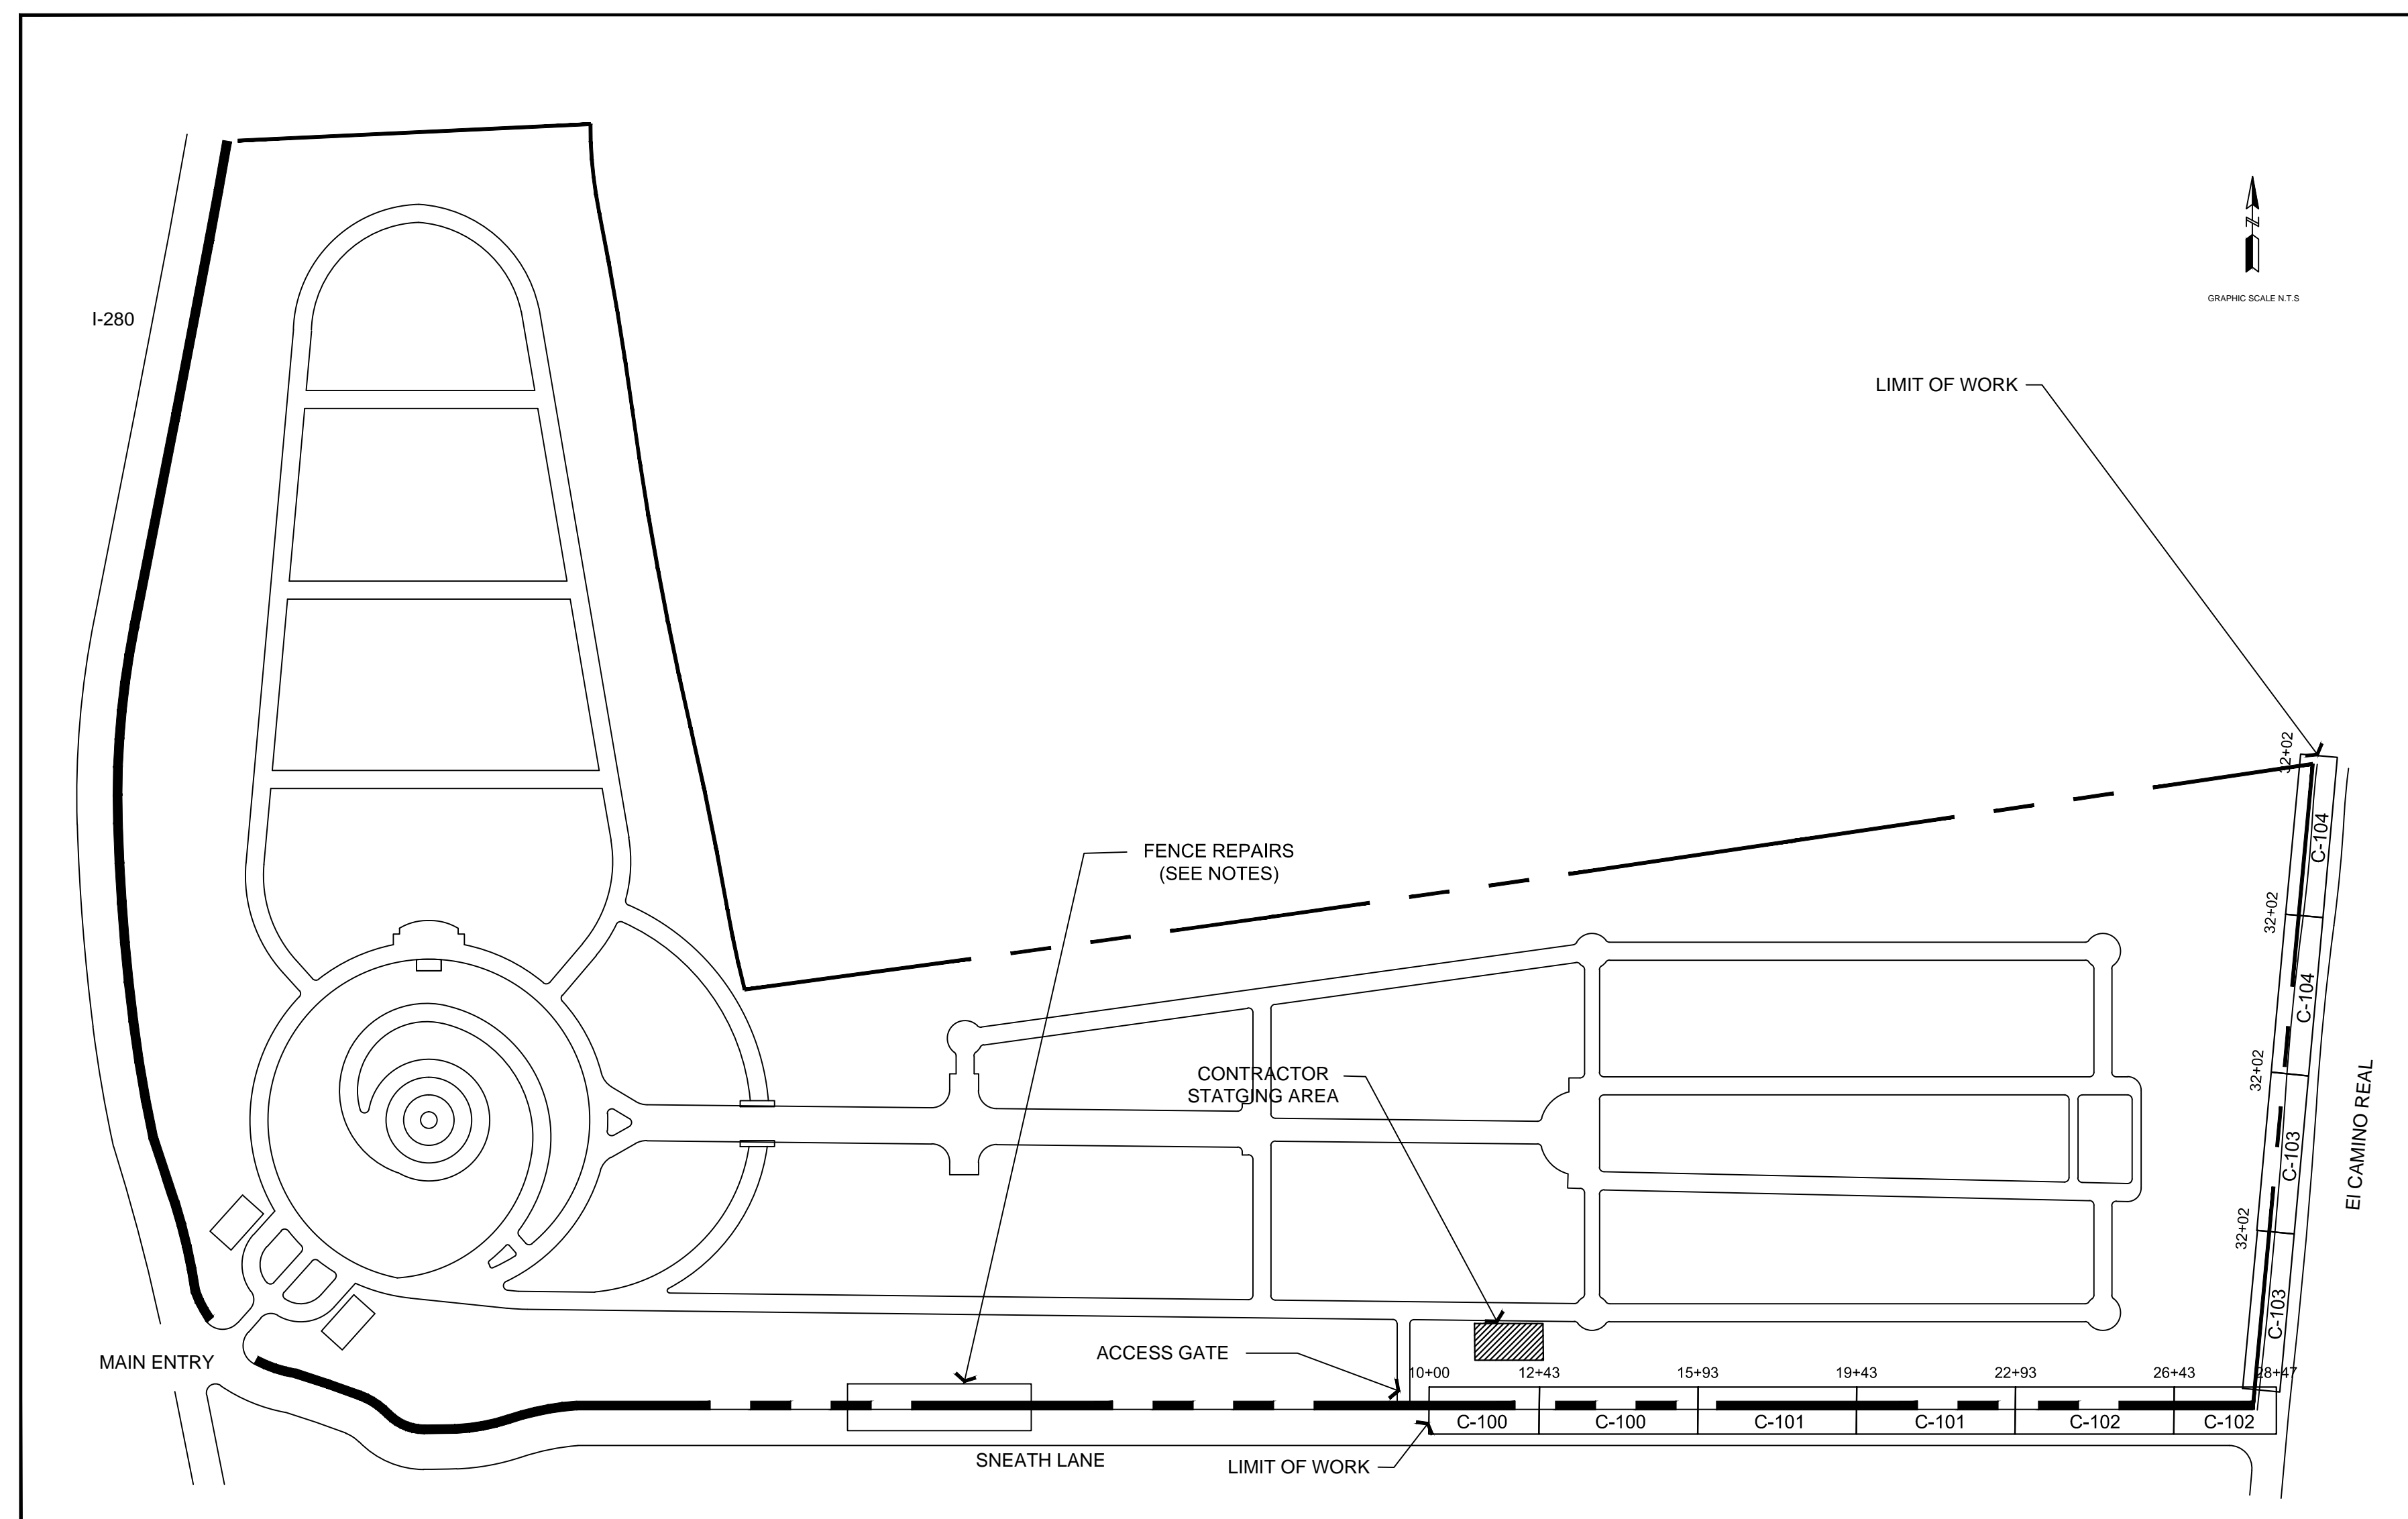 N
GRAPHIC SCALE N.T.S
I-280
LIMIT OF WORK
32+02
C-104
FENCE REPAIRS
(SEE NOTES)
32+02
C-104
CONTRACTOR
STATGING AREA
32+02
C-103
EI CAMINO REAL
32+02
C-103
MAIN ENTRY
ACCESS GATE
10+00 12+43 15+93 19+43 22+93 26+43 28+47
C-100 C-100 C-101 C-101 C-102 C-102
SNEATH LANE
LIMIT OF WORK